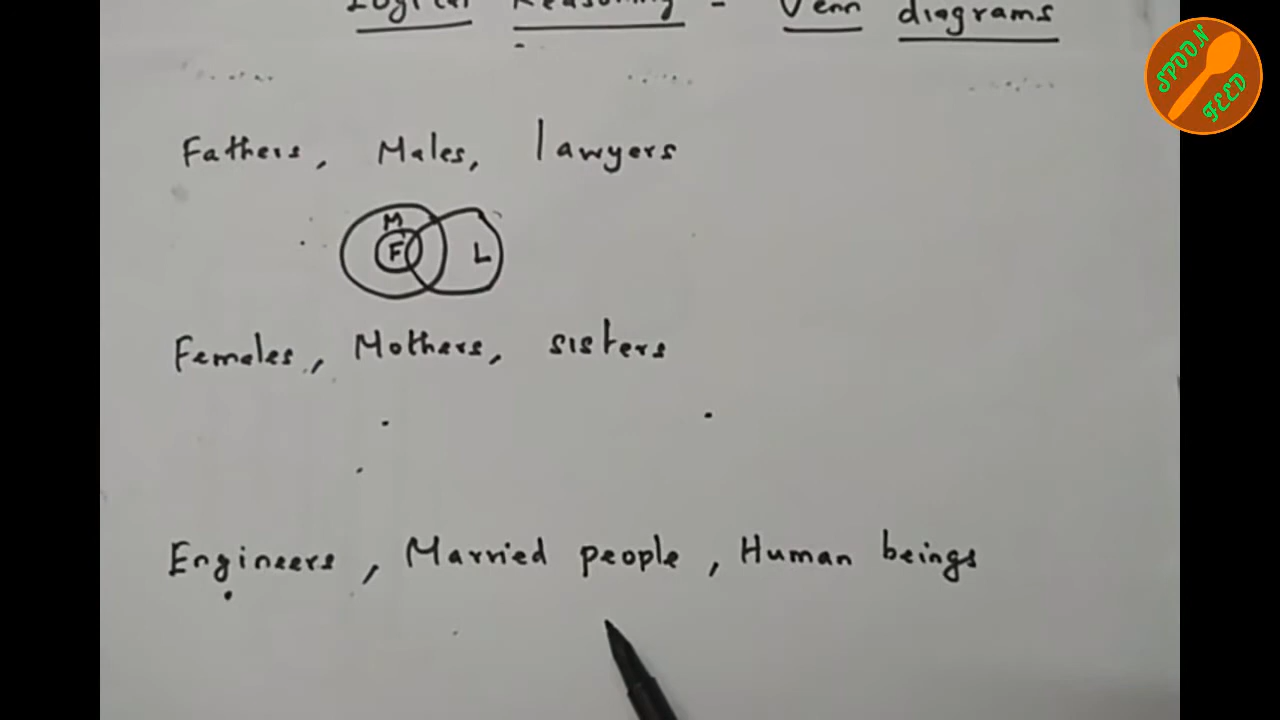 Logical Reasoning - Venn diagrams
SPOON
FEED
Fathers, Males, lawyers
M
F
L
Females, Mothers, sisters
Engineers, Married people, Human beings